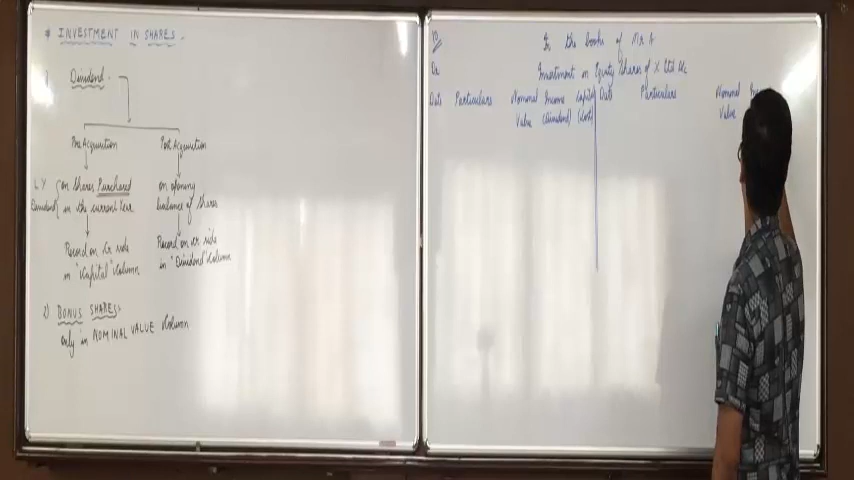 * INVESTMENT IN SHARES.
1) Dividend.
Pre Acquisition
Post Acquisition
L Y
Dividend
on Shares Purchased
in the current Year
on opening
balance of shares
Record on Cr side
in "Capital" Column
Record on Cr side
in "Dividend" Column
2) BONUS SHARES:
only in NOMINAL VALUE Column
In the books of Mr A
Dr
Investment on Equity Shares of X Ltd A/c
Date Particulars Nominal Value Income (Dividend) Capital (Cost) Date Particulars Nominal Value